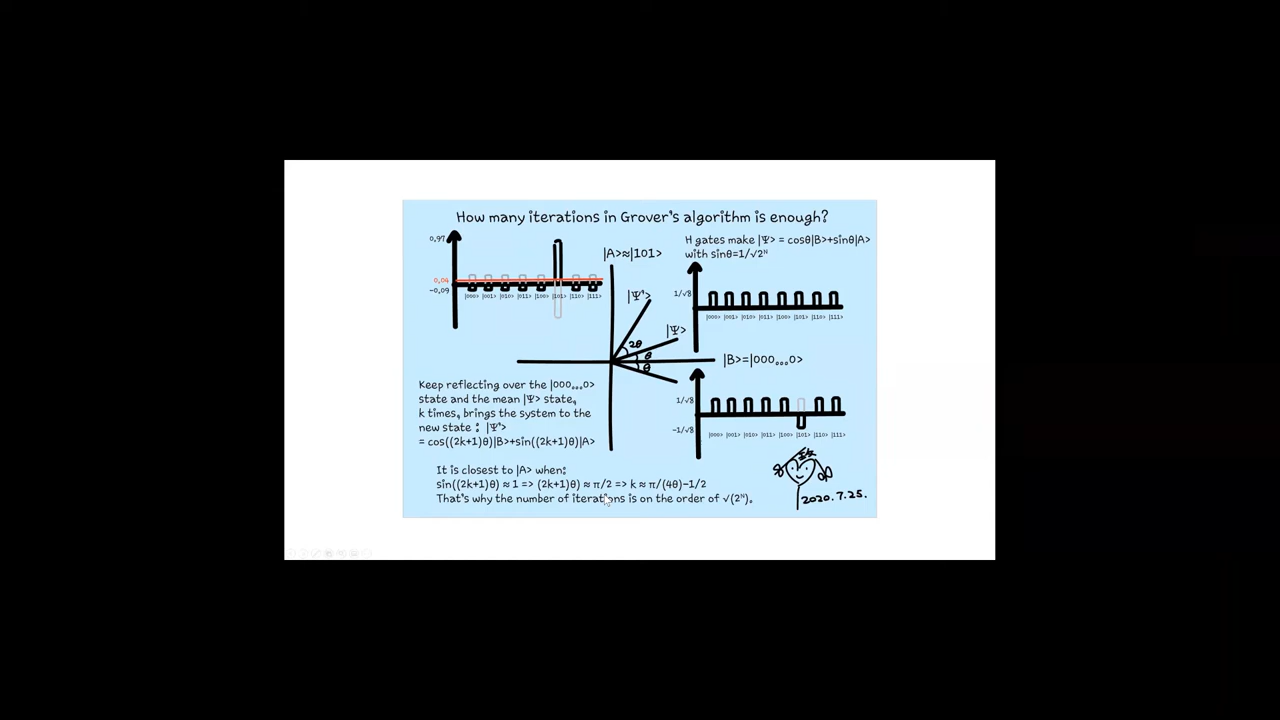 How many iterations in Grover's algorithm is enough?
0.97
0.04
-0.09
|000> |001> |010> |011> |100> |101> |110> |111>
|A>≈|101>
H gates make |Ψ> = cosθ|B>+sinθ|A>
with sinθ=1/√2ᴺ
1/√8
|000> |001> |010> |011> |100> |101> |110> |111>
|Ψ'>
|Ψ>
2θ
θ
θ
|B>=|000...0>
1/√8
-1/√8
|000> |001> |010> |011> |100> |101> |110> |111>
Keep reflecting over the |000...0>
state and the mean |Ψ> state,
k times, brings the system to the
new state : |Ψ'>
= cos((2k+1)θ)|B>+sin((2k+1)θ)|A>
It is closest to |A> when:
sin((2k+1)θ) ≈ 1 => (2k+1)θ) ≈ π/2 => k ≈ π/(4θ)-1/2
That's why the number of iterations is on the order of √(2ᴺ).
2020.7.25.